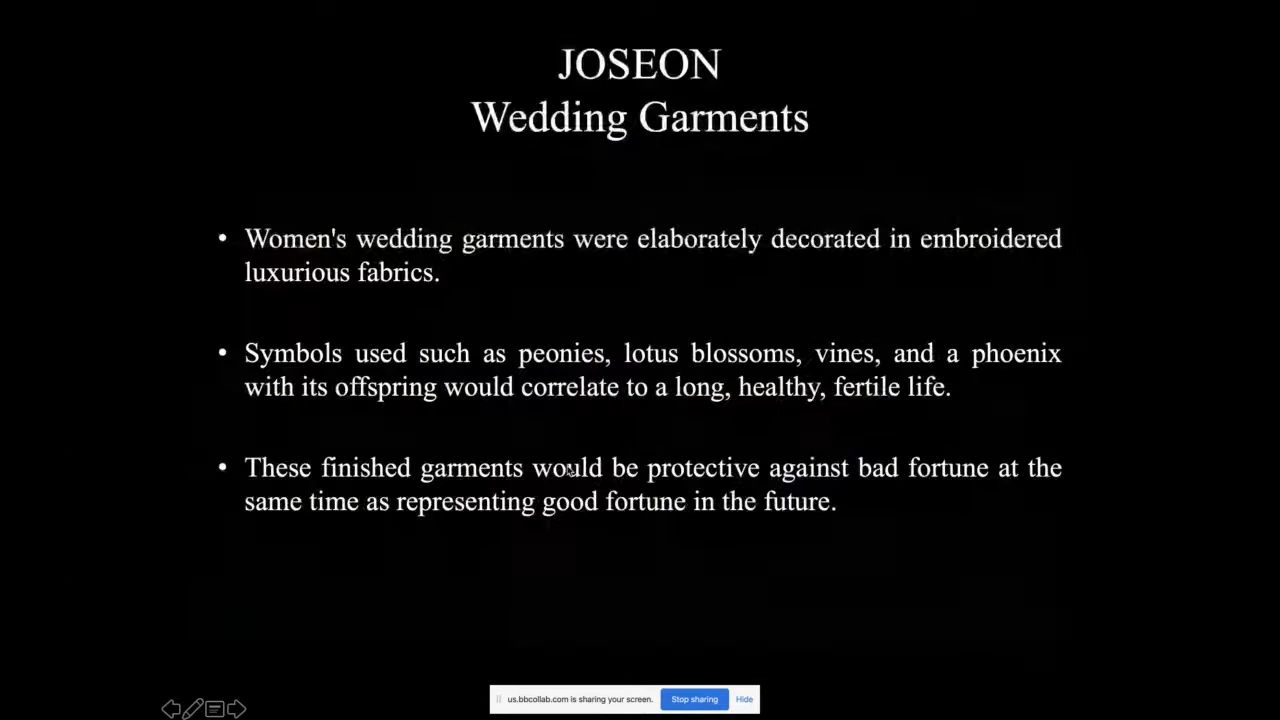 JOSEON
Wedding Garments
• Women's wedding garments were elaborately decorated in embroidered
luxurious fabrics.
• Symbols used such as peonies, lotus blossoms, vines, and a phoenix
with its offspring would correlate to a long, healthy, fertile life.
• These finished garments would be protective against bad fortune at the
same time as representing good fortune in the future.
us.bbcollab.com is sharing your screen. Stop sharing Hide